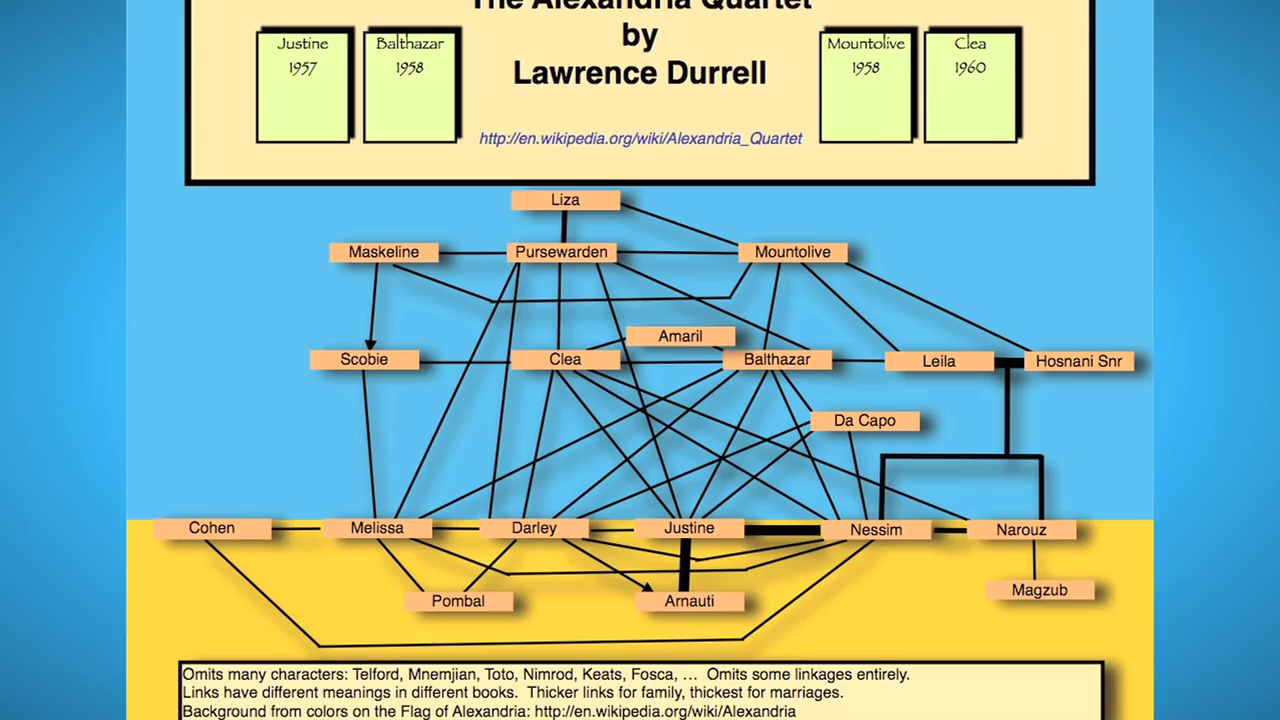 The Alexandria Quartet
by
Lawrence Durrell
Justine
1957
Balthazar
1958
Mountolive
1958
Clea
1960
http://en.wikipedia.org/wiki/Alexandria_Quartet
Liza
Maskeline
Pursewarden
Mountolive
Amaril
Scobie
Clea
Balthazar
Leila
Hosnani Snr
Da Capo
Cohen
Melissa
Darley
Justine
Nessim
Narouz
Pombal
Arnauti
Magzub
Omits many characters: Telford, Mnemjian, Toto, Nimrod, Keats, Fosca, … Omits some linkages entirely.
Links have different meanings in different books. Thicker links for family, thickest for marriages.
Background from colors on the Flag of Alexandria: http://en.wikipedia.org/wiki/Alexandria